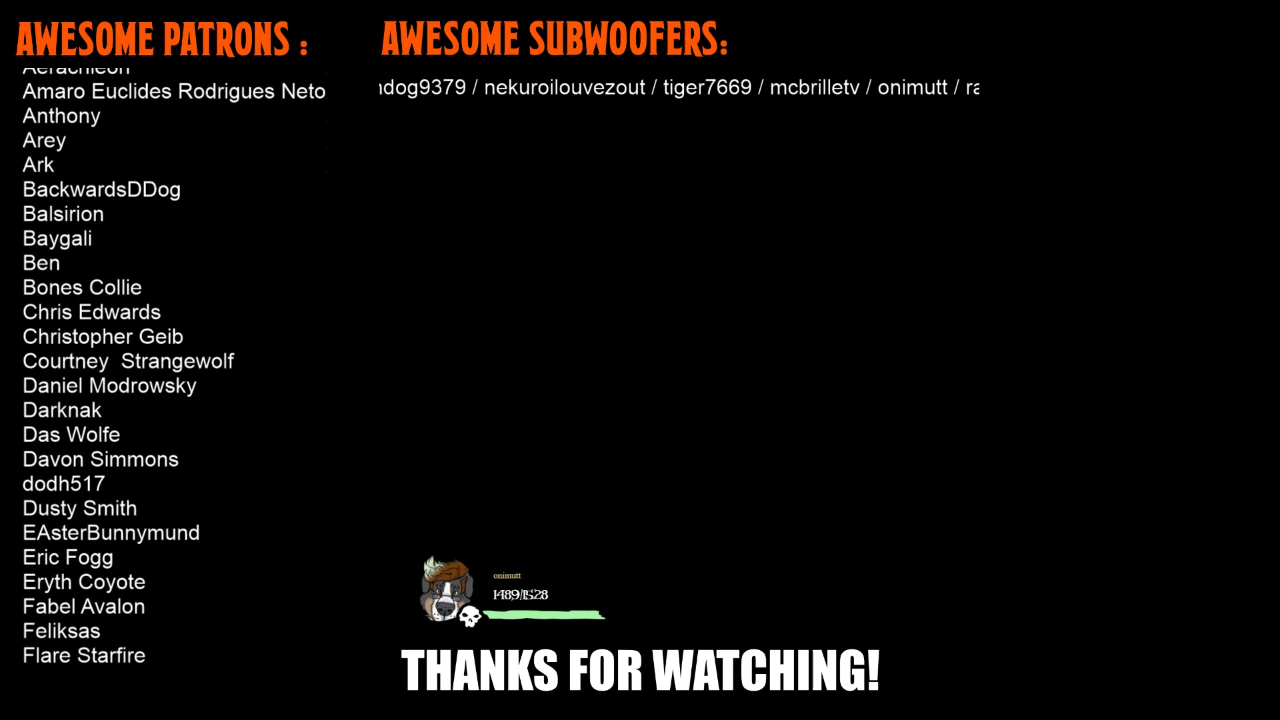 AWESOME PATRONS :
Amaro Euclides Rodrigues Neto
Anthony
Arey
Ark
BackwardsDDog
Balsirion
Baygali
Ben
Bones Collie
Chris Edwards
Christopher Geib
Courtney  Strangewolf
Daniel Modrowsky
Darknak
Das Wolfe
Davon Simmons
dodh517
Dusty Smith
EAsterBunnymund
Eric Fogg
Eryth Coyote
Fabel Avalon
Feliksas
Flare Starfire
AWESOME SUBWOOFERS:
dog9379 / nekuroilouvezout / tiger7669 / mcbrilletv / onimutt / ra
onimutt
THANKS FOR WATCHING!